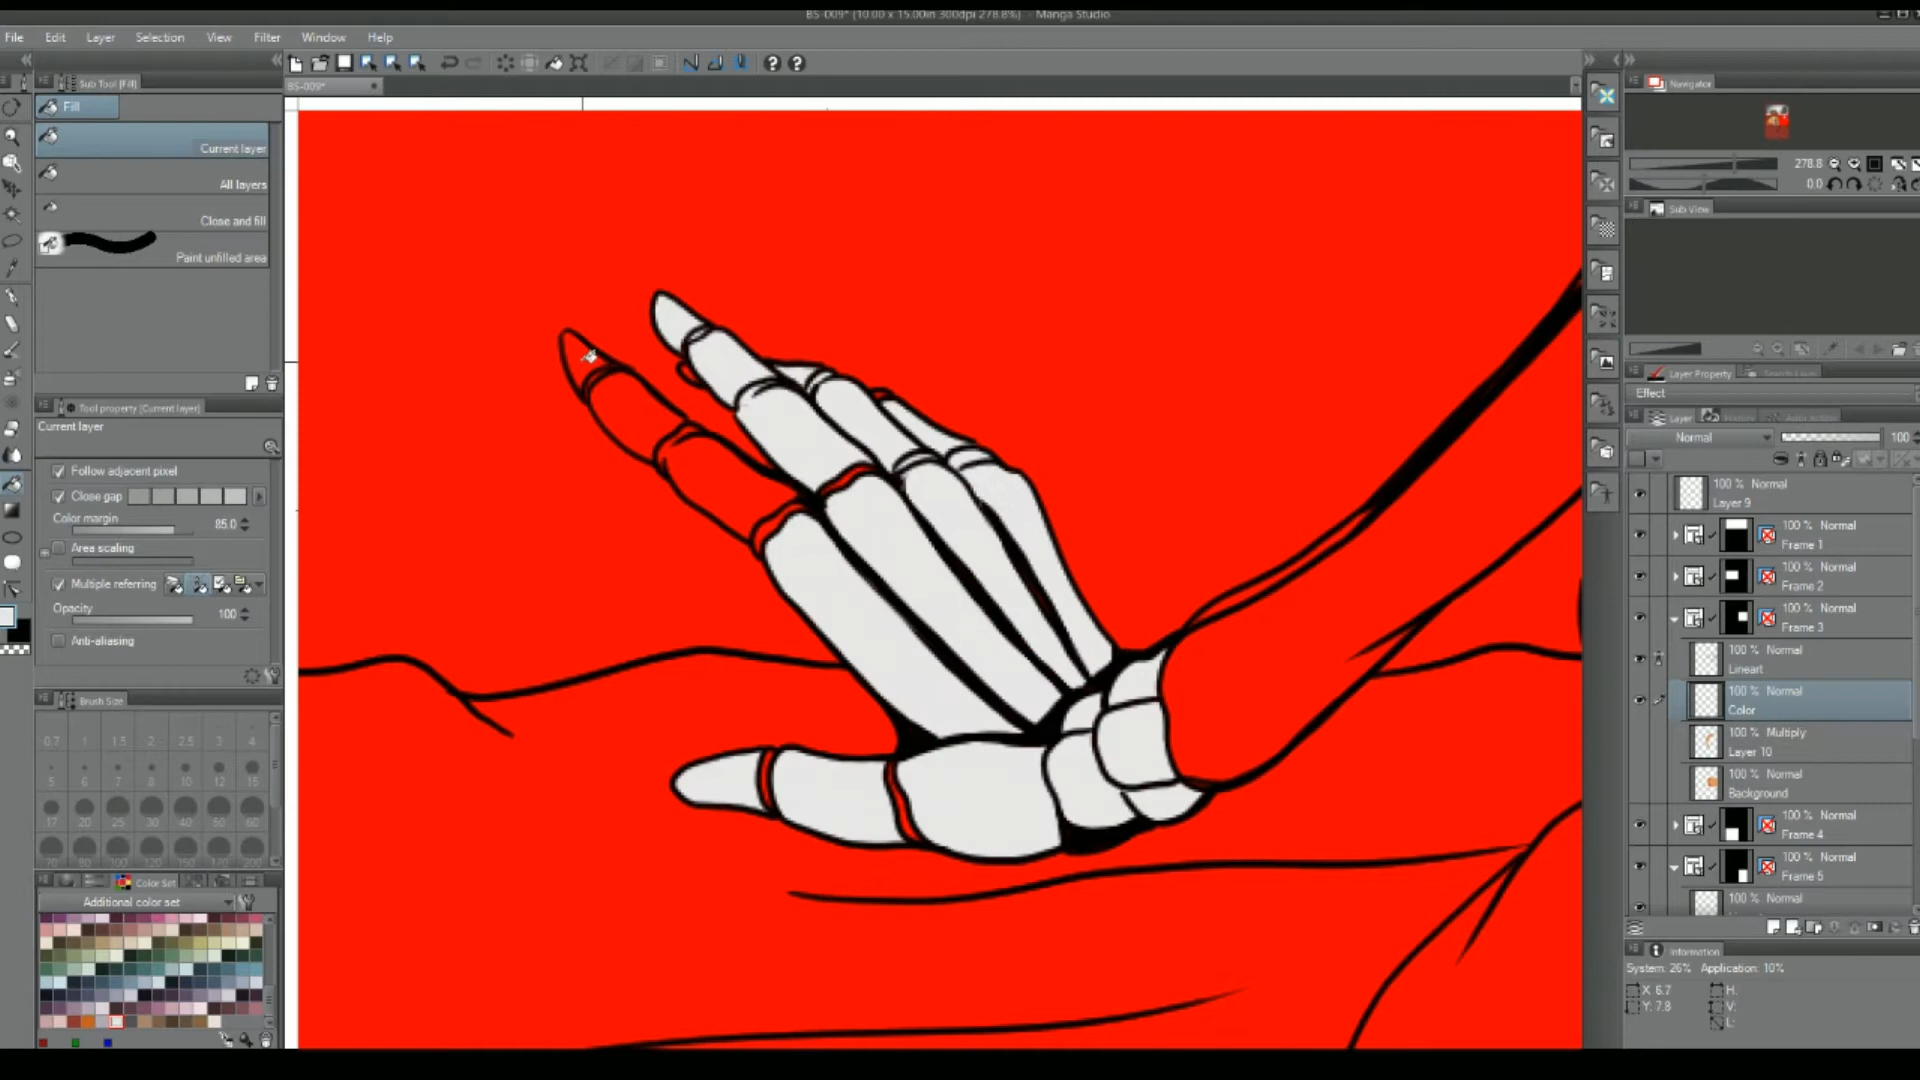 BS-009* (10.00 x 15.00in 300dpi 278.8%) - Manga Studio
File Edit Layer Selection View Filter Window Help
Sub Tool [Fill]
Fill
Current layer
All layers
Close and fill
Paint unfilled area
Tool property [Current layer]
Current layer
Follow adjacent pixel
Close gap
Color margin
85.0
Area scaling
Multiple referring
Opacity
100
Anti-aliasing
Brush Size
0.7 1 1.5 2 2.5 3 4
5 6 7 8 10 12 15
17 20 25 30 40 50 60
70 80 100 120 150 170 200
Color Set
Additional color set
BS-009*
Navigator
278.8
0.0
Sub View
Layer Property
Effect
Layer
Normal 100
100 % Normal
Layer 9
100 % Normal
Frame 1
100 % Normal
Frame 2
100 % Normal
Frame 3
100 % Normal
Lineart
100 % Normal
Color
100 % Multiply
Layer 10
100 % Normal
Background
100 % Normal
Frame 4
100 % Normal
Frame 5
100 % Normal
Information
System: 26% Application: 10%
X: 6.7 H:
Y: 7.8 V:
L: